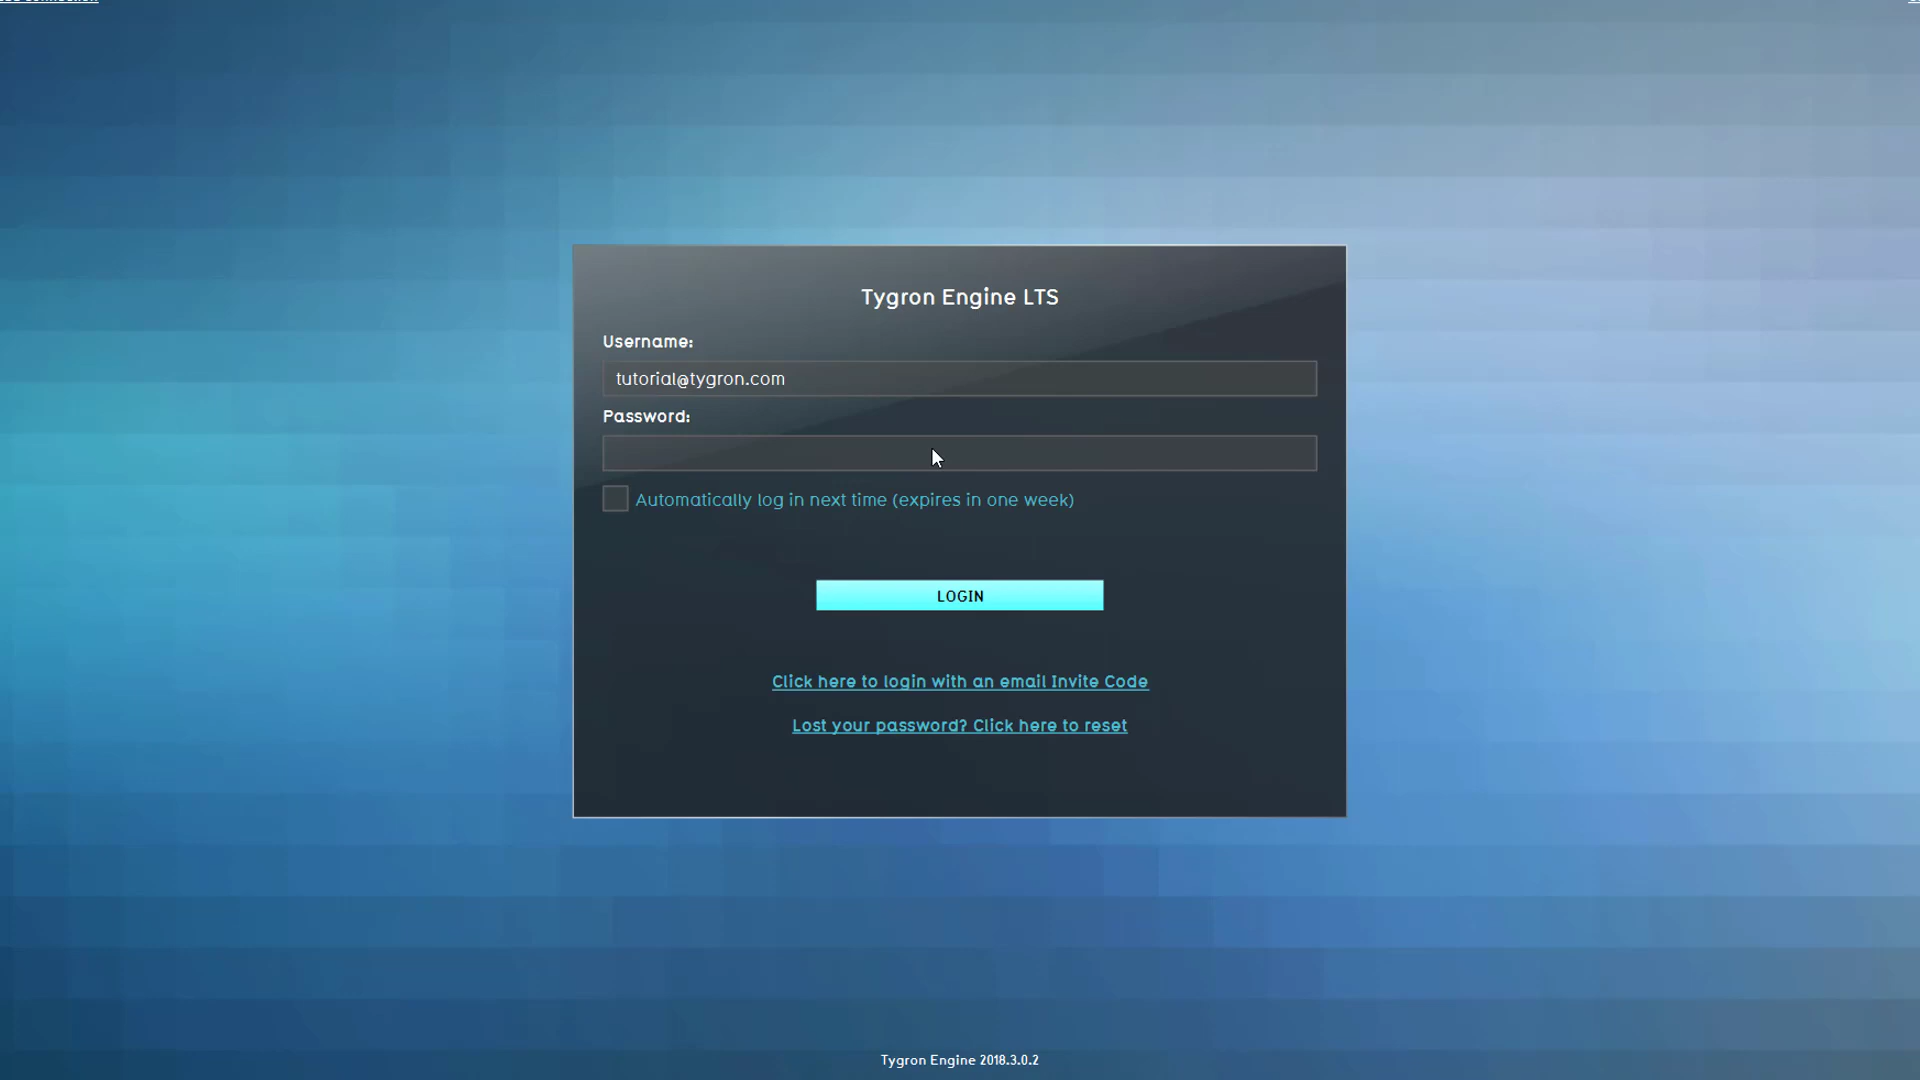 Tygron Engine LTS
Username:
tutorial@tygron.com
Password:
Automatically log in next time (expires in one week)
LOGIN
Click here to login with an email Invite Code
Lost your password? Click here to reset
Tygron Engine 2018.3.0.2